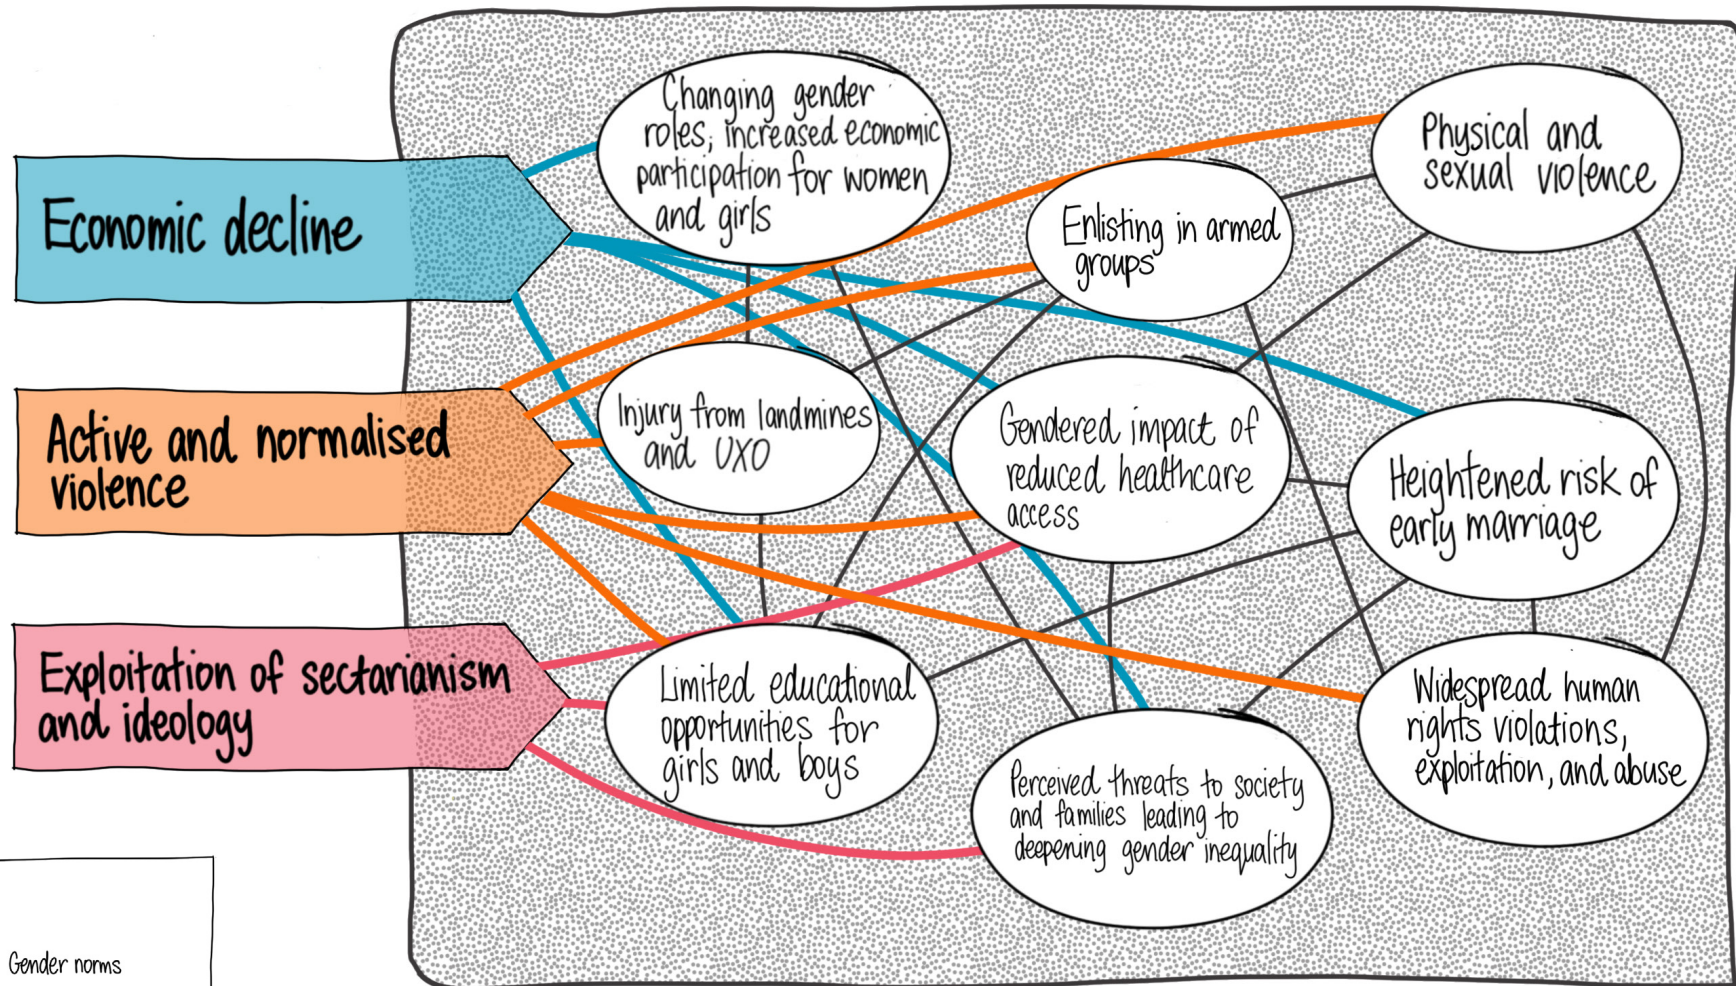 Economic decline
Active and normalised
violence
Exploitation of sectarianism
and ideology
Changing gender
roles; increased economic
participation for women
and girls
Enlisting in armed
groups
Physical and
sexual violence
Injury from landmines
and UXO
Gendered impact of
reduced healthcare
access
Heightened risk of
early marriage
Limited educational
opportunities for
girls and boys
Perceived threats to society
and families leading to
deepening gender inequality
Widespread human
rights violations,
exploitation, and abuse
Gender norms